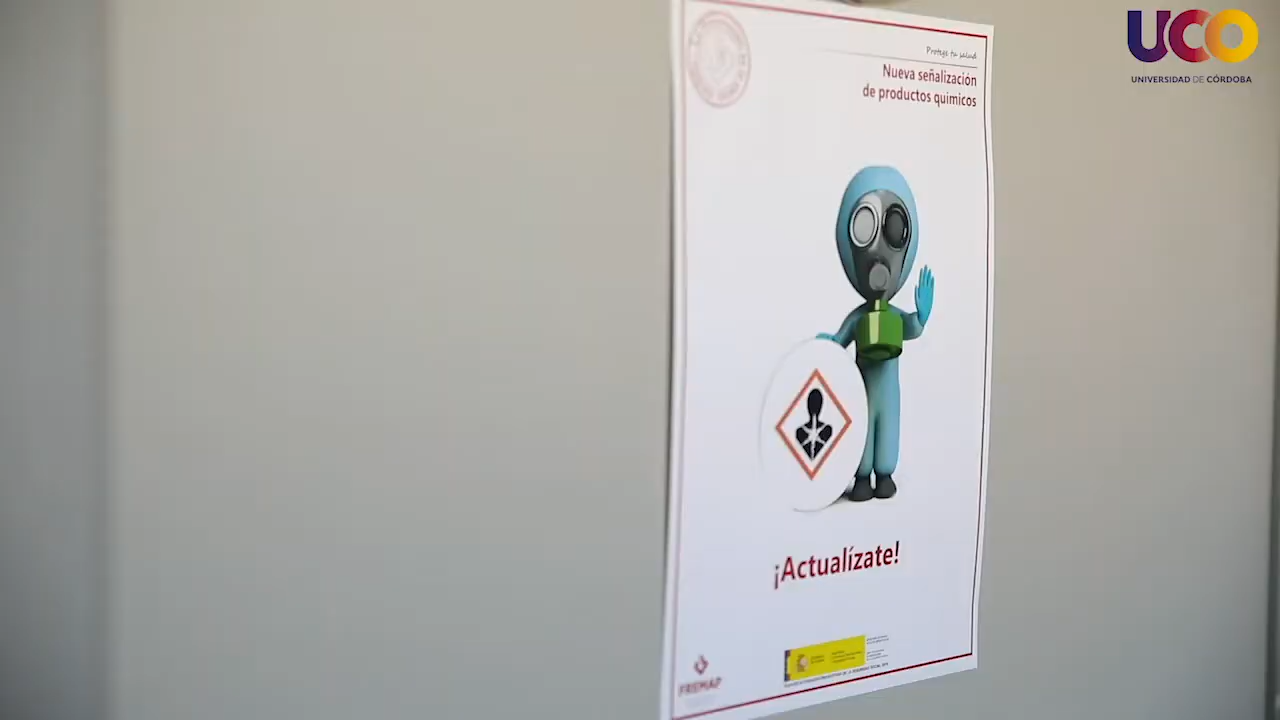 UCO
UNIVERSIDAD DE CÓRDOBA
Protege tu salud
Nueva señalización
de productos químicos
¡Actualízate!
FREMAP